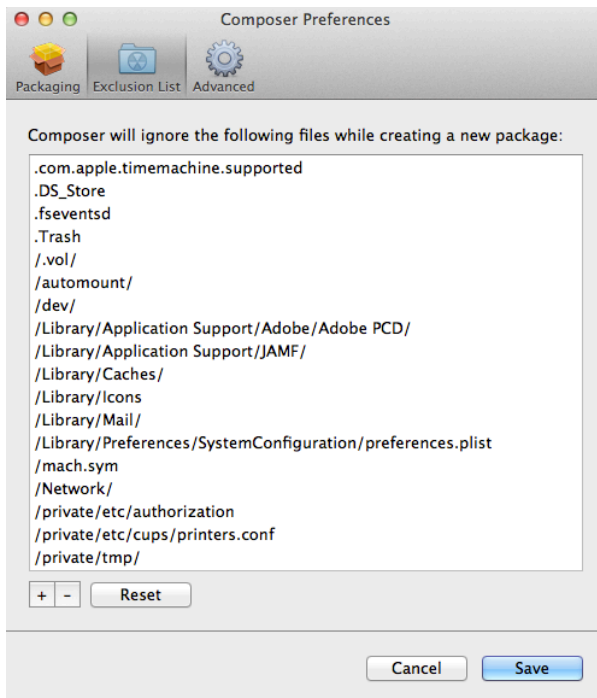 Composer Preferences
Packaging
Exclusion List
Advanced
Composer will ignore the following files while creating a new package:
.com.apple.timemachine.supported
.DS_Store
.fseventsd
.Trash
/.vol/
/automount/
/dev/
/Library/Application Support/Adobe/Adobe PCD/
/Library/Application Support/JAMF/
/Library/Caches/
/Library/Icons
/Library/Mail/
/Library/Preferences/SystemConfiguration/preferences.plist
/mach.sym
/Network/
/private/etc/authorization
/private/etc/cups/printers.conf
/private/tmp/
+ - Reset
Cancel Save